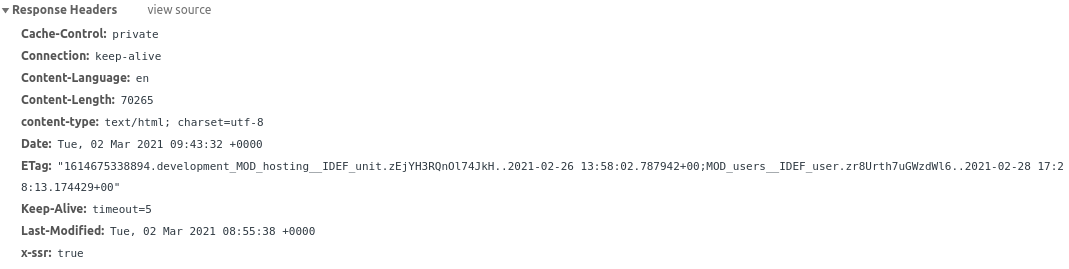 Response Headers view source
Cache-Control: private
Connection: keep-alive
Content-Language: en
Content-Length: 70265
content-type: text/html; charset=utf-8
Date: Tue, 02 Mar 2021 09:43:32 +0000
ETag: "1614675338894.development_MOD_hosting__IDEF_unit.zEjYH3RQnOl74JkH..2021-02-26 13:58:02.787942+00;MOD_users__IDEF_user.zr8Urth7uGWzdWl6..2021-02-28 17:2
8:13.174429+00"
Keep-Alive: timeout=5
Last-Modified: Tue, 02 Mar 2021 08:55:38 +0000
x-ssr: true